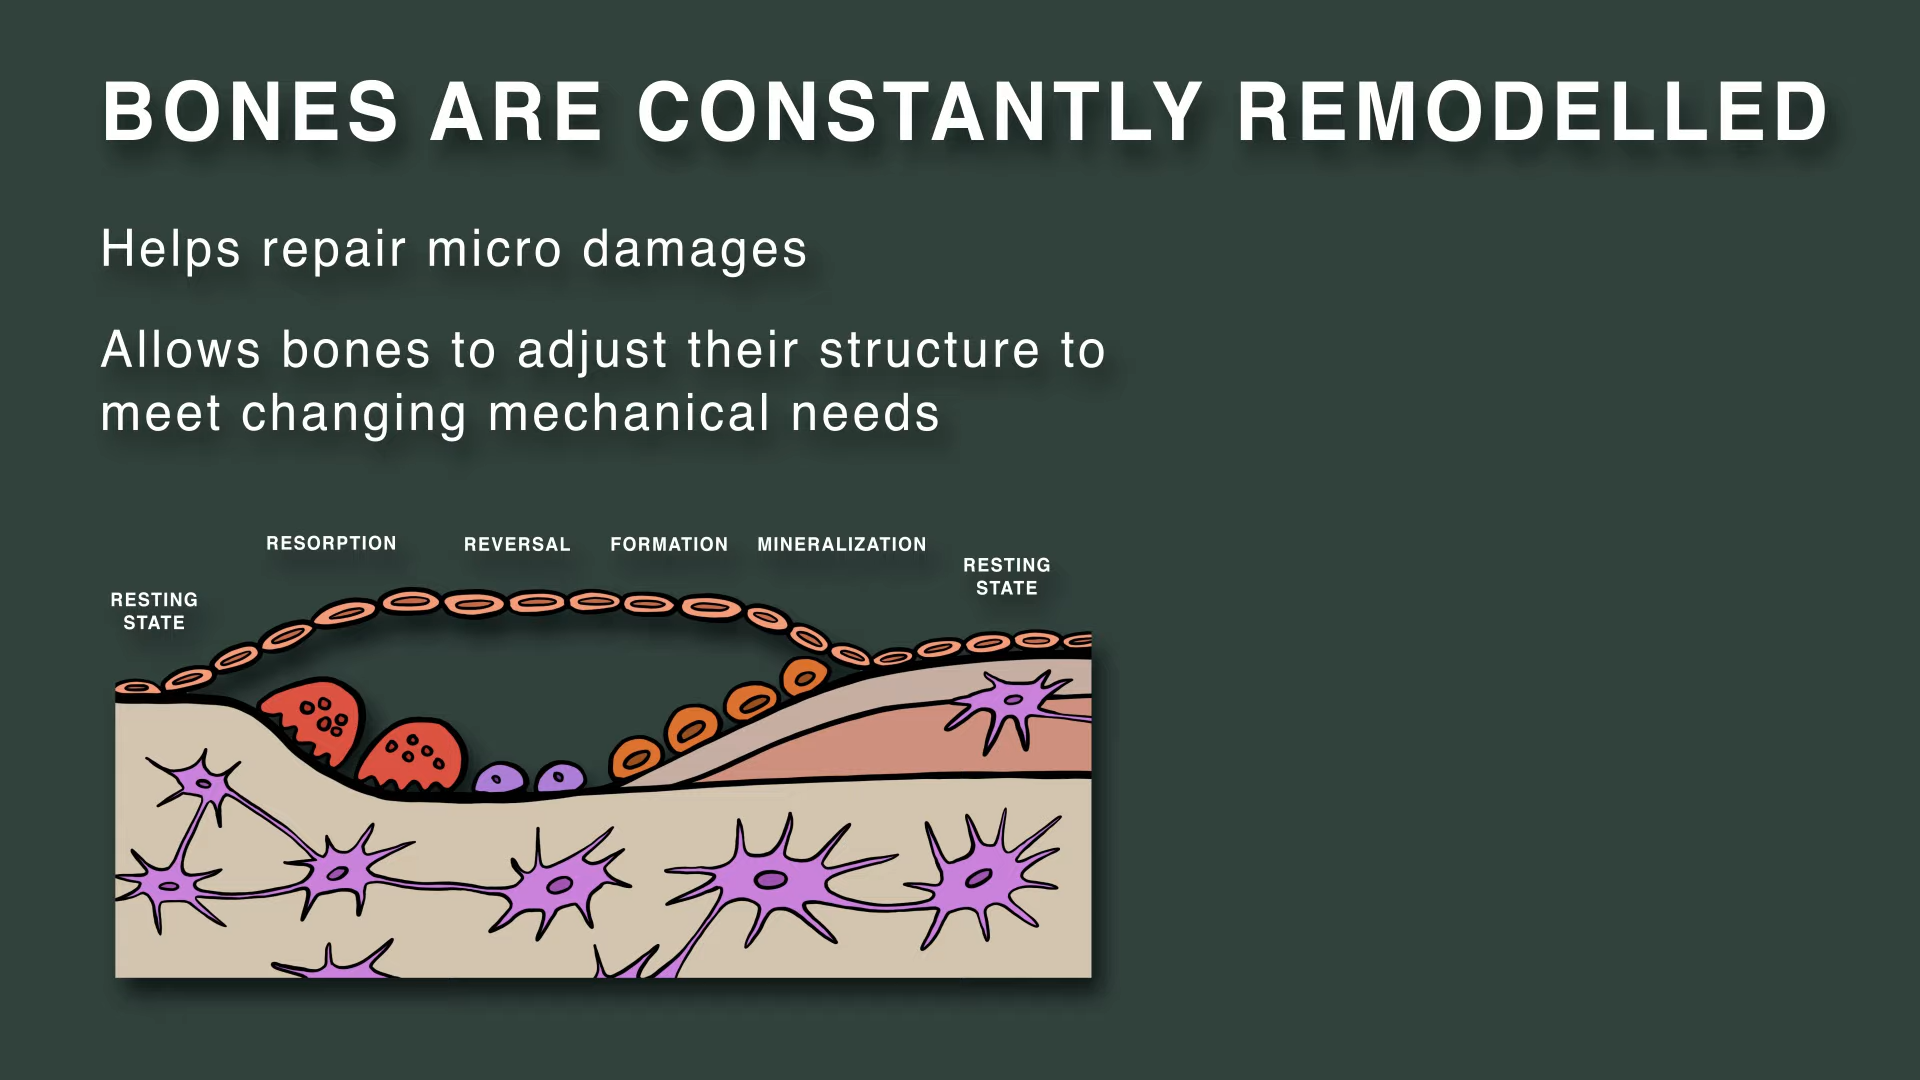 BONES ARE CONSTANTLY REMODELLED
Helps repair micro damages
Allows bones to adjust their structure to
meet changing mechanical needs
RESTING
STATE
RESORPTION
REVERSAL
FORMATION
MINERALIZATION
RESTING
STATE